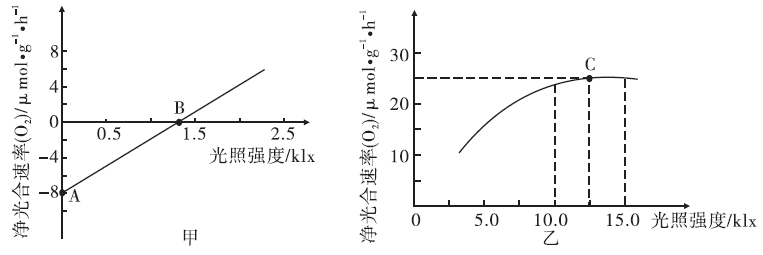 净光合速率(O₂)/μmol•g⁻¹•h⁻¹
8
4
0
-4
-8
A
B
0.5
1.5
2.5
光照强度/klx
甲
净光合速率(O₂)/μmol•g⁻¹•h⁻¹
30
20
10
C
0
5.0
10.0
15.0
光照强度/klx
乙